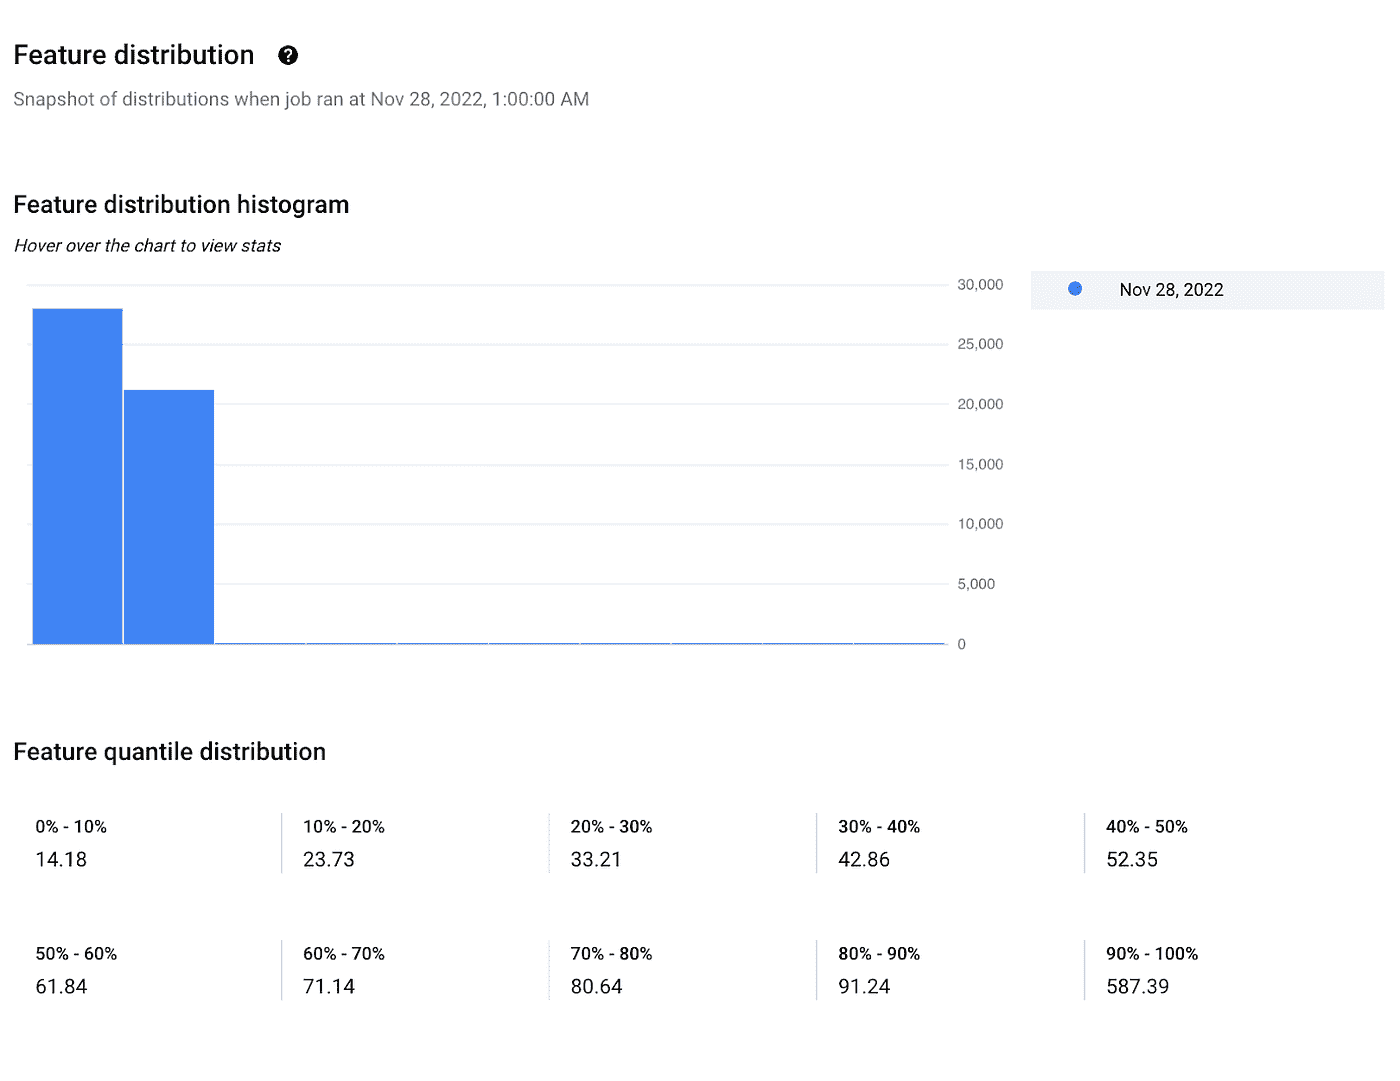 Feature distribution ?
Snapshot of distributions when job ran at Nov 28, 2022, 1:00:00 AM
Feature distribution histogram
Hover over the chart to view stats
30,000
25,000
20,000
15,000
10,000
5,000
0
Nov 28, 2022
Feature quantile distribution
0% - 10% 10% - 20% 20% - 30% 30% - 40% 40% - 50%
14.18 23.73 33.21 42.86 52.35
50% - 60% 60% - 70% 70% - 80% 80% - 90% 90% - 100%
61.84 71.14 80.64 91.24 587.39